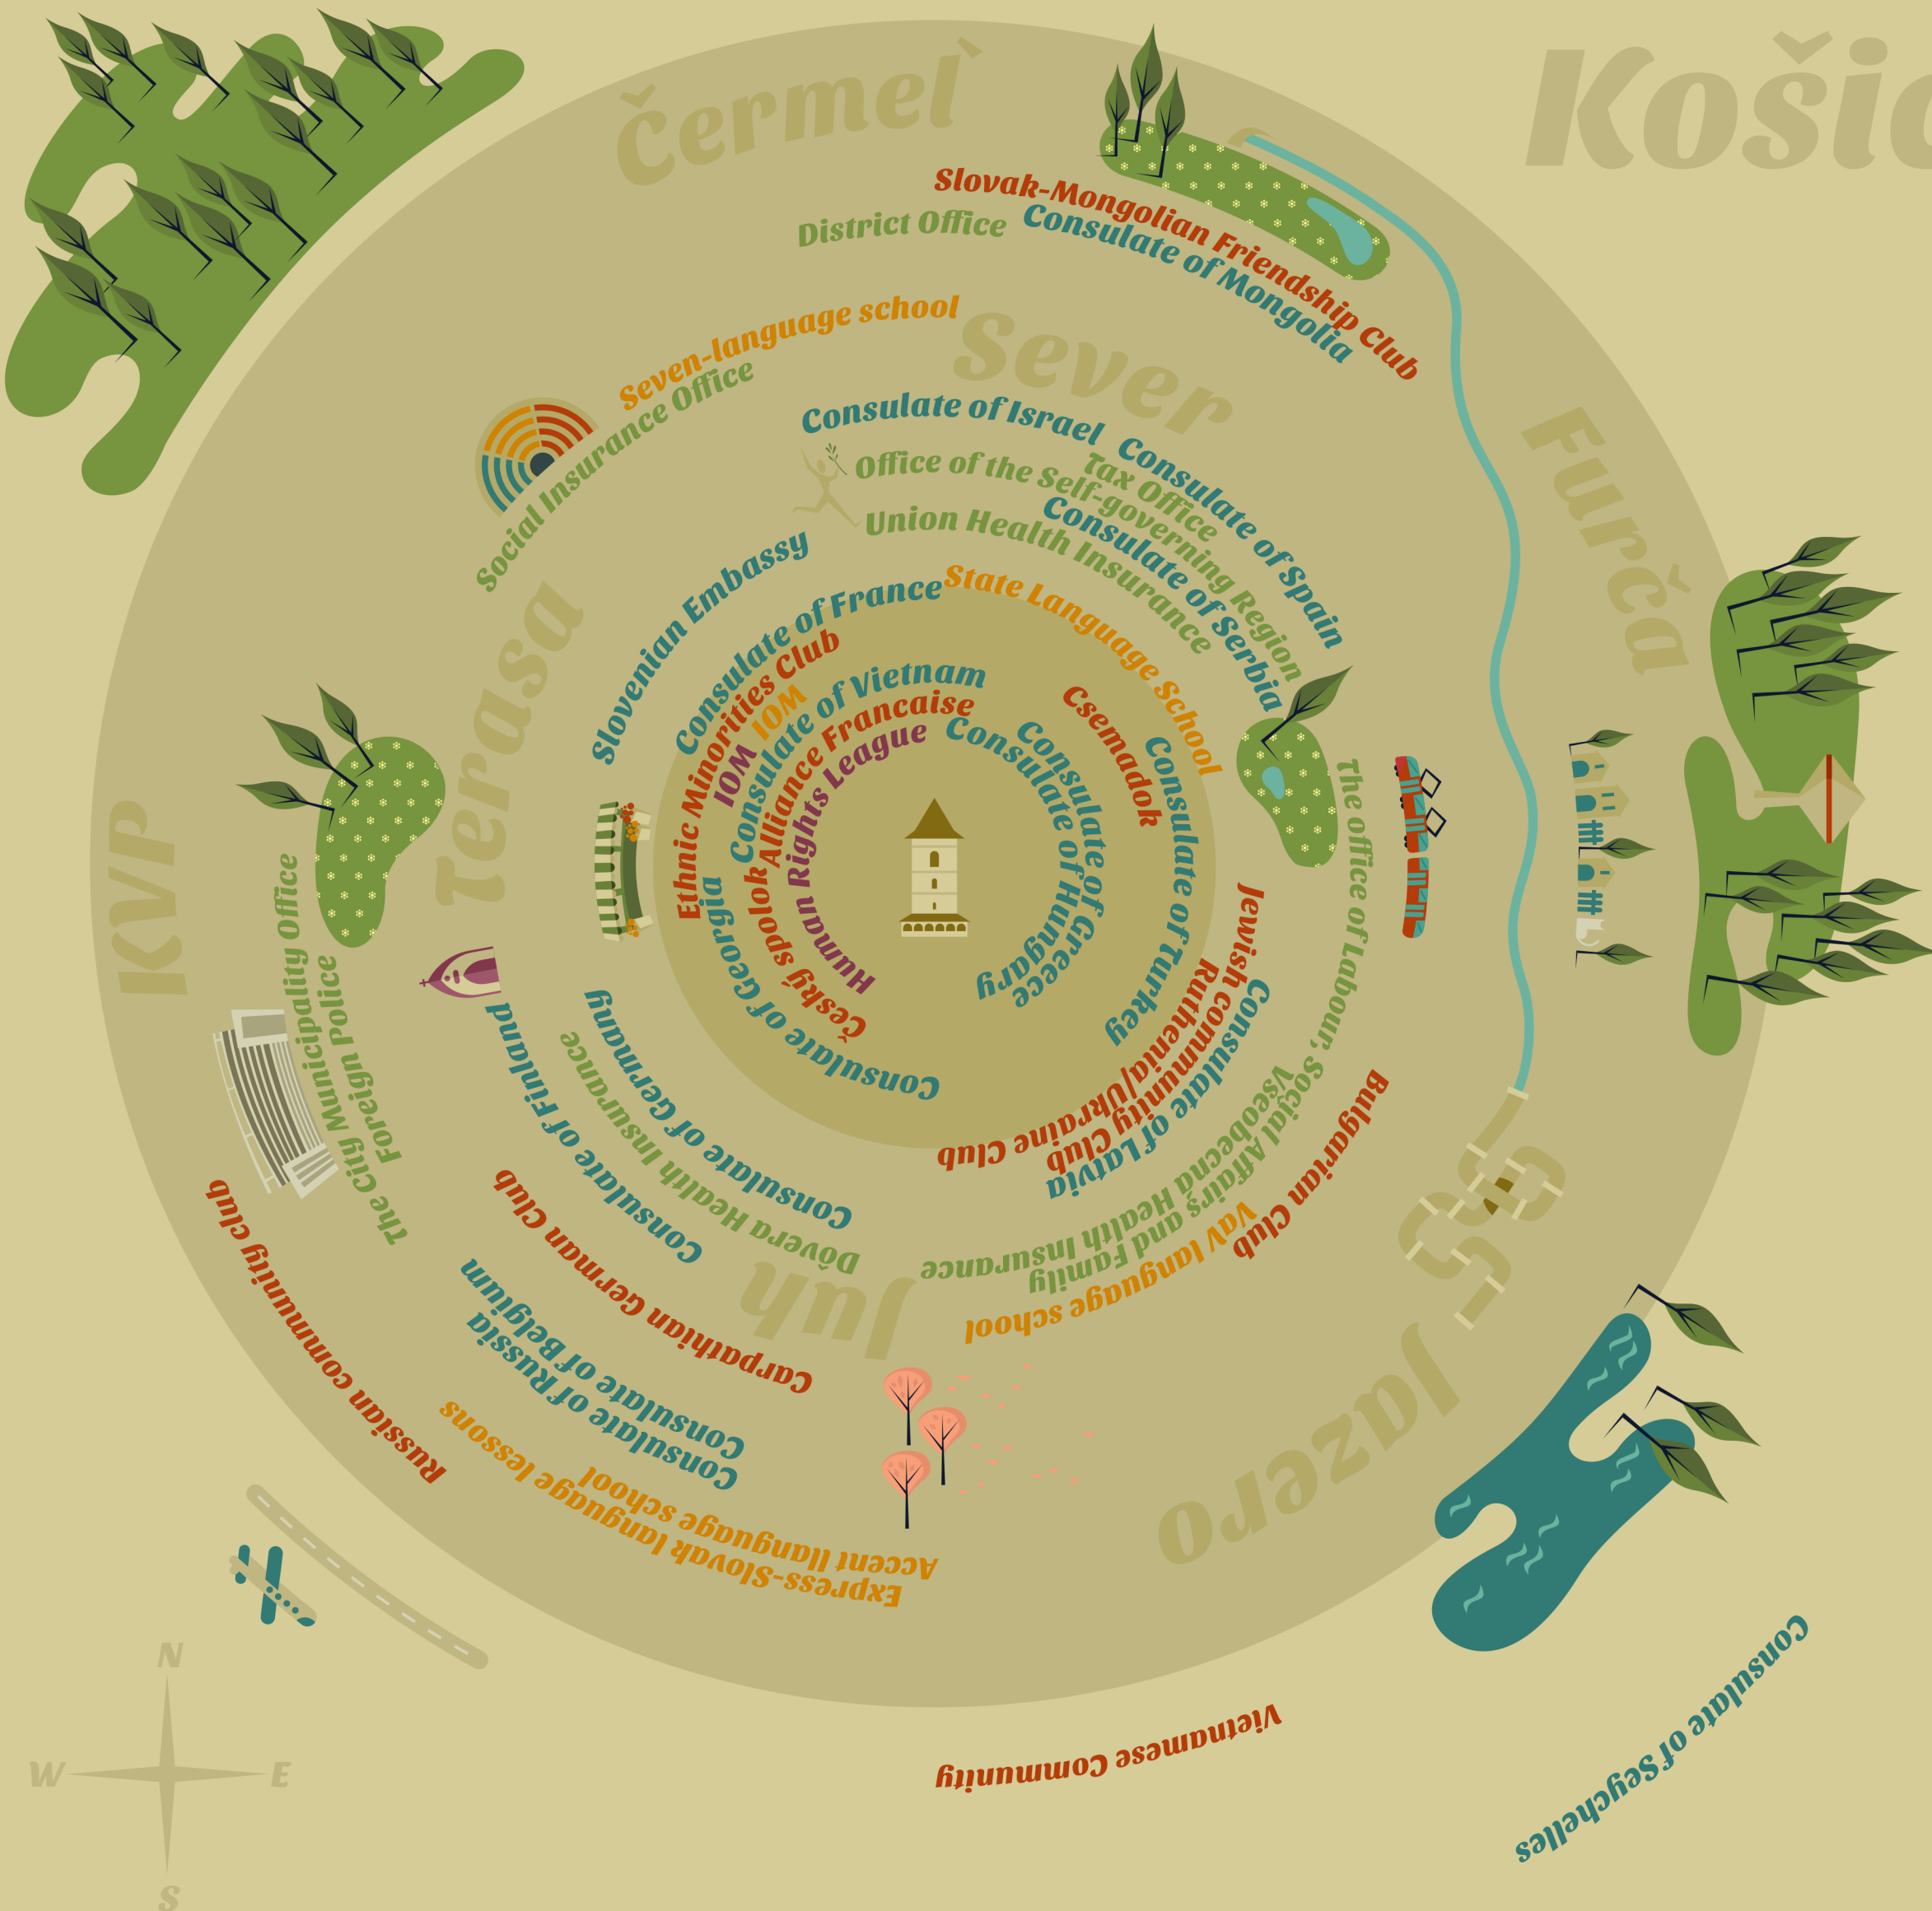 Košic
Čermeľ
Slovak-Mongolian Friendship Club
District Office
Consulate of Mongolia
Seven-language school
Social Insurance Office
Sever
Furča
Consulate of Israel
Consulate of Spain
Tax Office
Office of the Self-governing Region
Consulate of Serbia
Union Health Insurance
Slovenian Embassy
Consulate of France
State Language School
Ethnic Minorities Club
IOM IOM
Consulate of Vietnam
Alliance Francaise
Human Rights League
Consulate of Hungary
Consulate of Greece
Csemadok
Consulate of Turkey
Terasa
KVP
Český spolok
Consulate of Georgia
The office of Labour, Social Affairs and Family
Jewish community Club
Ruthenia/Ukraine Club
Consulate of Latvia
Vseobecná Health Insurance
VaV language school
Bulgarian Club
The City Municipality Office
Foreign Police
Consulate of Germany
Dôvera Health Insurance
Consulate of Finland
Carpathian German Club
Juh
Jazero
Consulate of Belgium
Consulate of Russia
Russian community club
Accent llanguage school
Express-Slovak language lessons
Vietnamese Community
Consulate of Seychelles
N
W
E
S